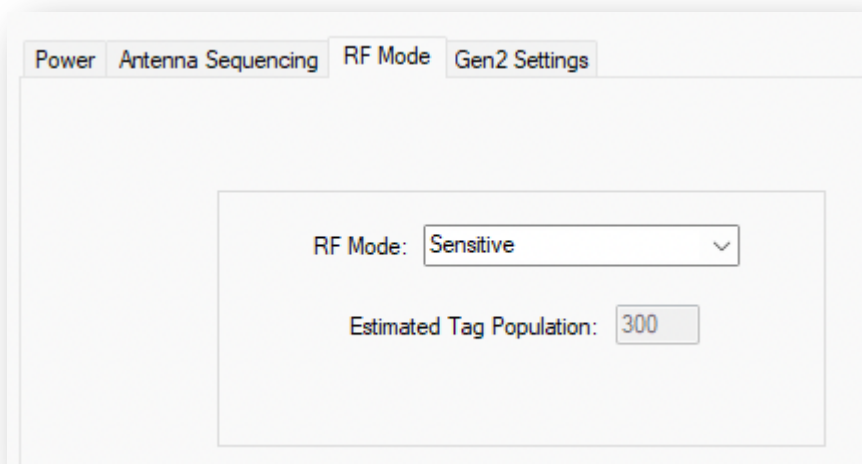 Power Antenna Sequencing RF Mode Gen2 Settings
RF Mode: Sensitive
Estimated Tag Population: 300